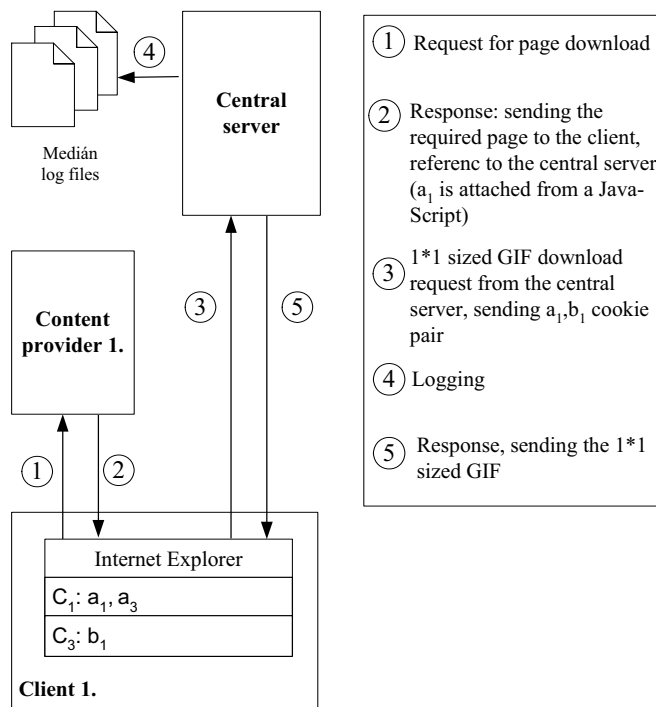 4
Central
server
Medián
log files
Content
provider 1.
3
5
1
2
Internet Explorer
C₁: a₁, a₃
C₃: b₁
Client 1.
1 Request for page download
2 Response: sending the
required page to the client,
referenc to the central server
(a₁ is attached from a Java-
Script)
3 1*1 sized GIF download
request from the central
server, sending a₁,b₁ cookie
pair
4 Logging
5 Response, sending the 1*1
sized GIF